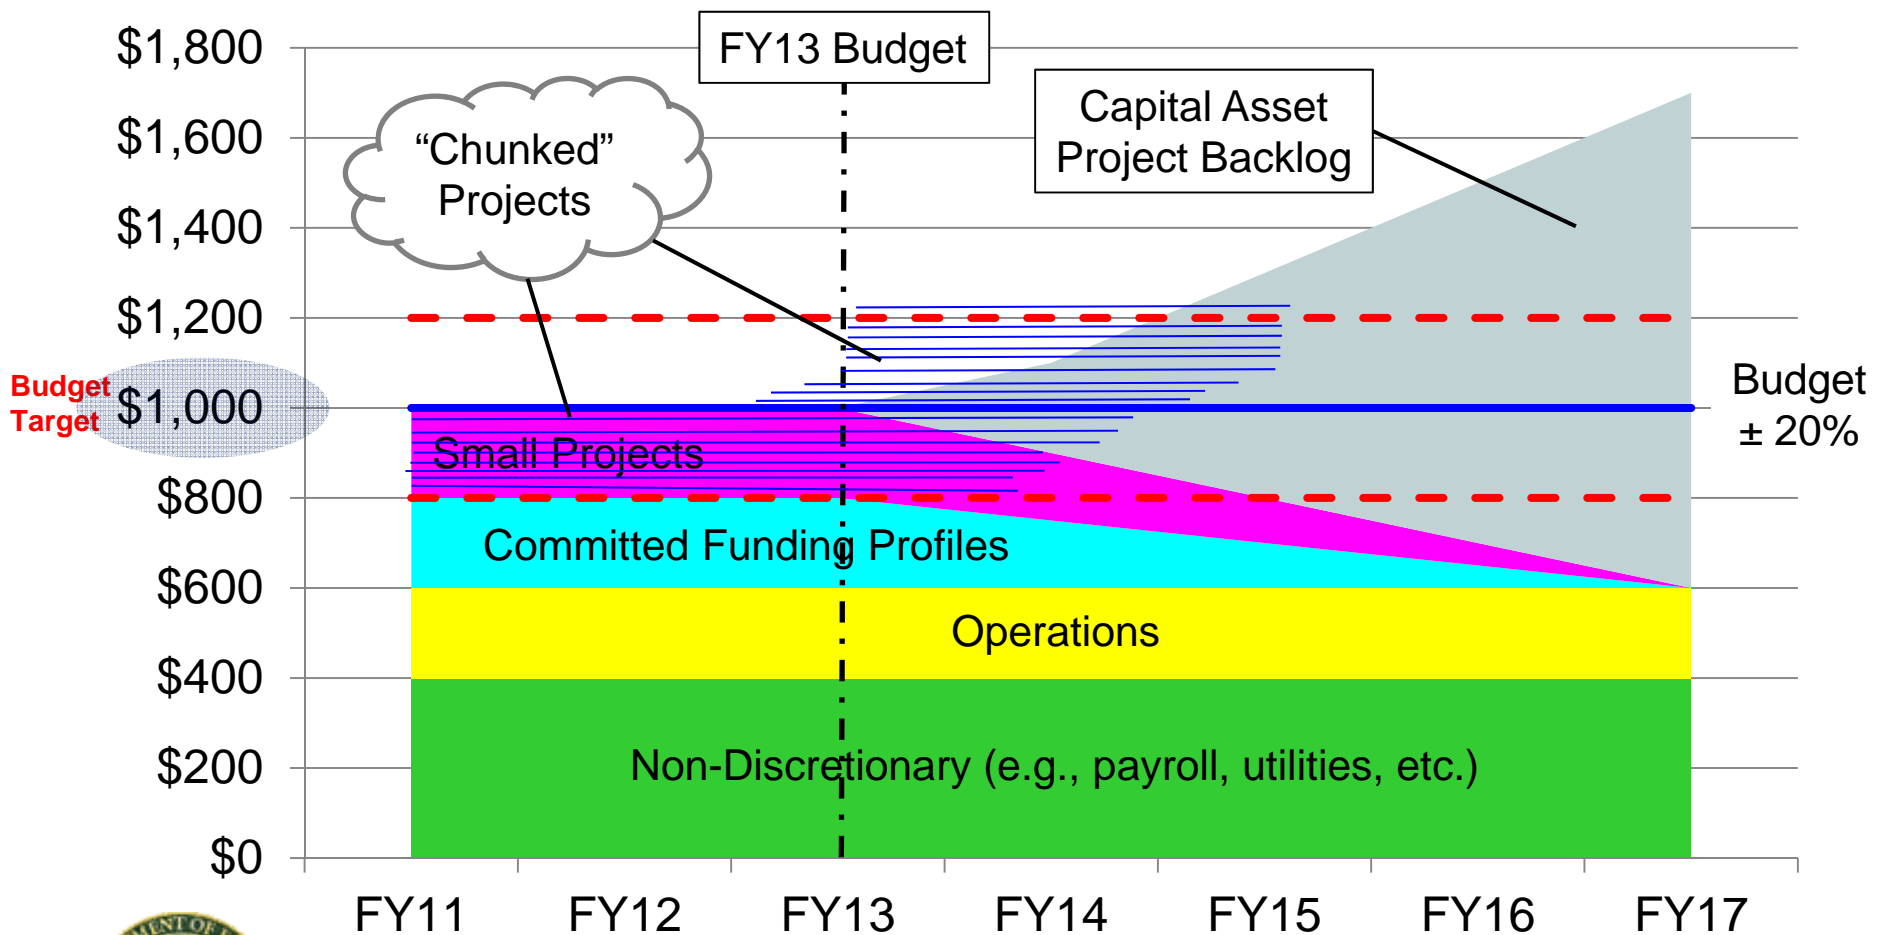 $1,800
$1,600
$1,400
$1,200
$1,000
$800
$600
$400
$200
$0
Budget
Target
FY13 Budget
“Chunked”
Projects
Capital Asset
Project Backlog
Budget
± 20%
Small Projects
Committed Funding Profiles
Operations
Non-Discretionary (e.g., payroll, utilities, etc.)
FY11 FY12 FY13 FY14 FY15 FY16 FY17